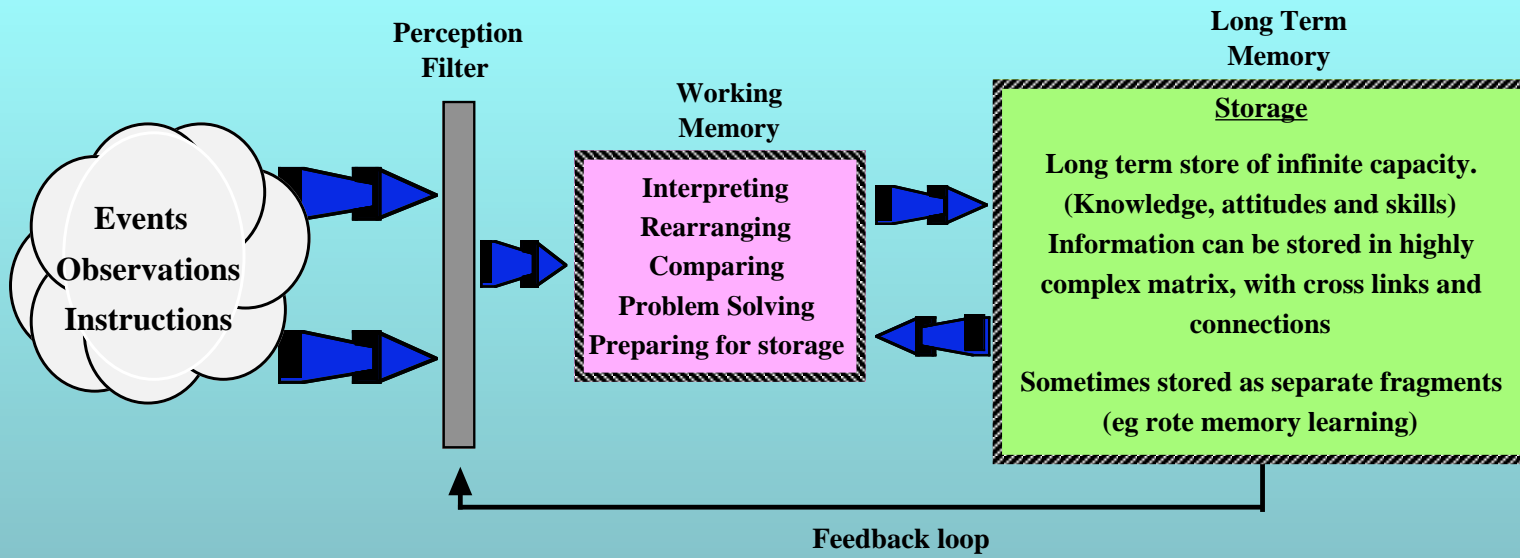 Perception
Filter
Long Term
Memory
Working
Memory
Events
Observations
Instructions
Interpreting
Rearranging
Comparing
Problem Solving
Preparing for storage
Storage
Long term store of infinite capacity.
(Knowledge, attitudes and skills)
Information can be stored in highly
complex matrix, with cross links and
connections
Sometimes stored as separate fragments
(eg rote memory learning)
Feedback loop